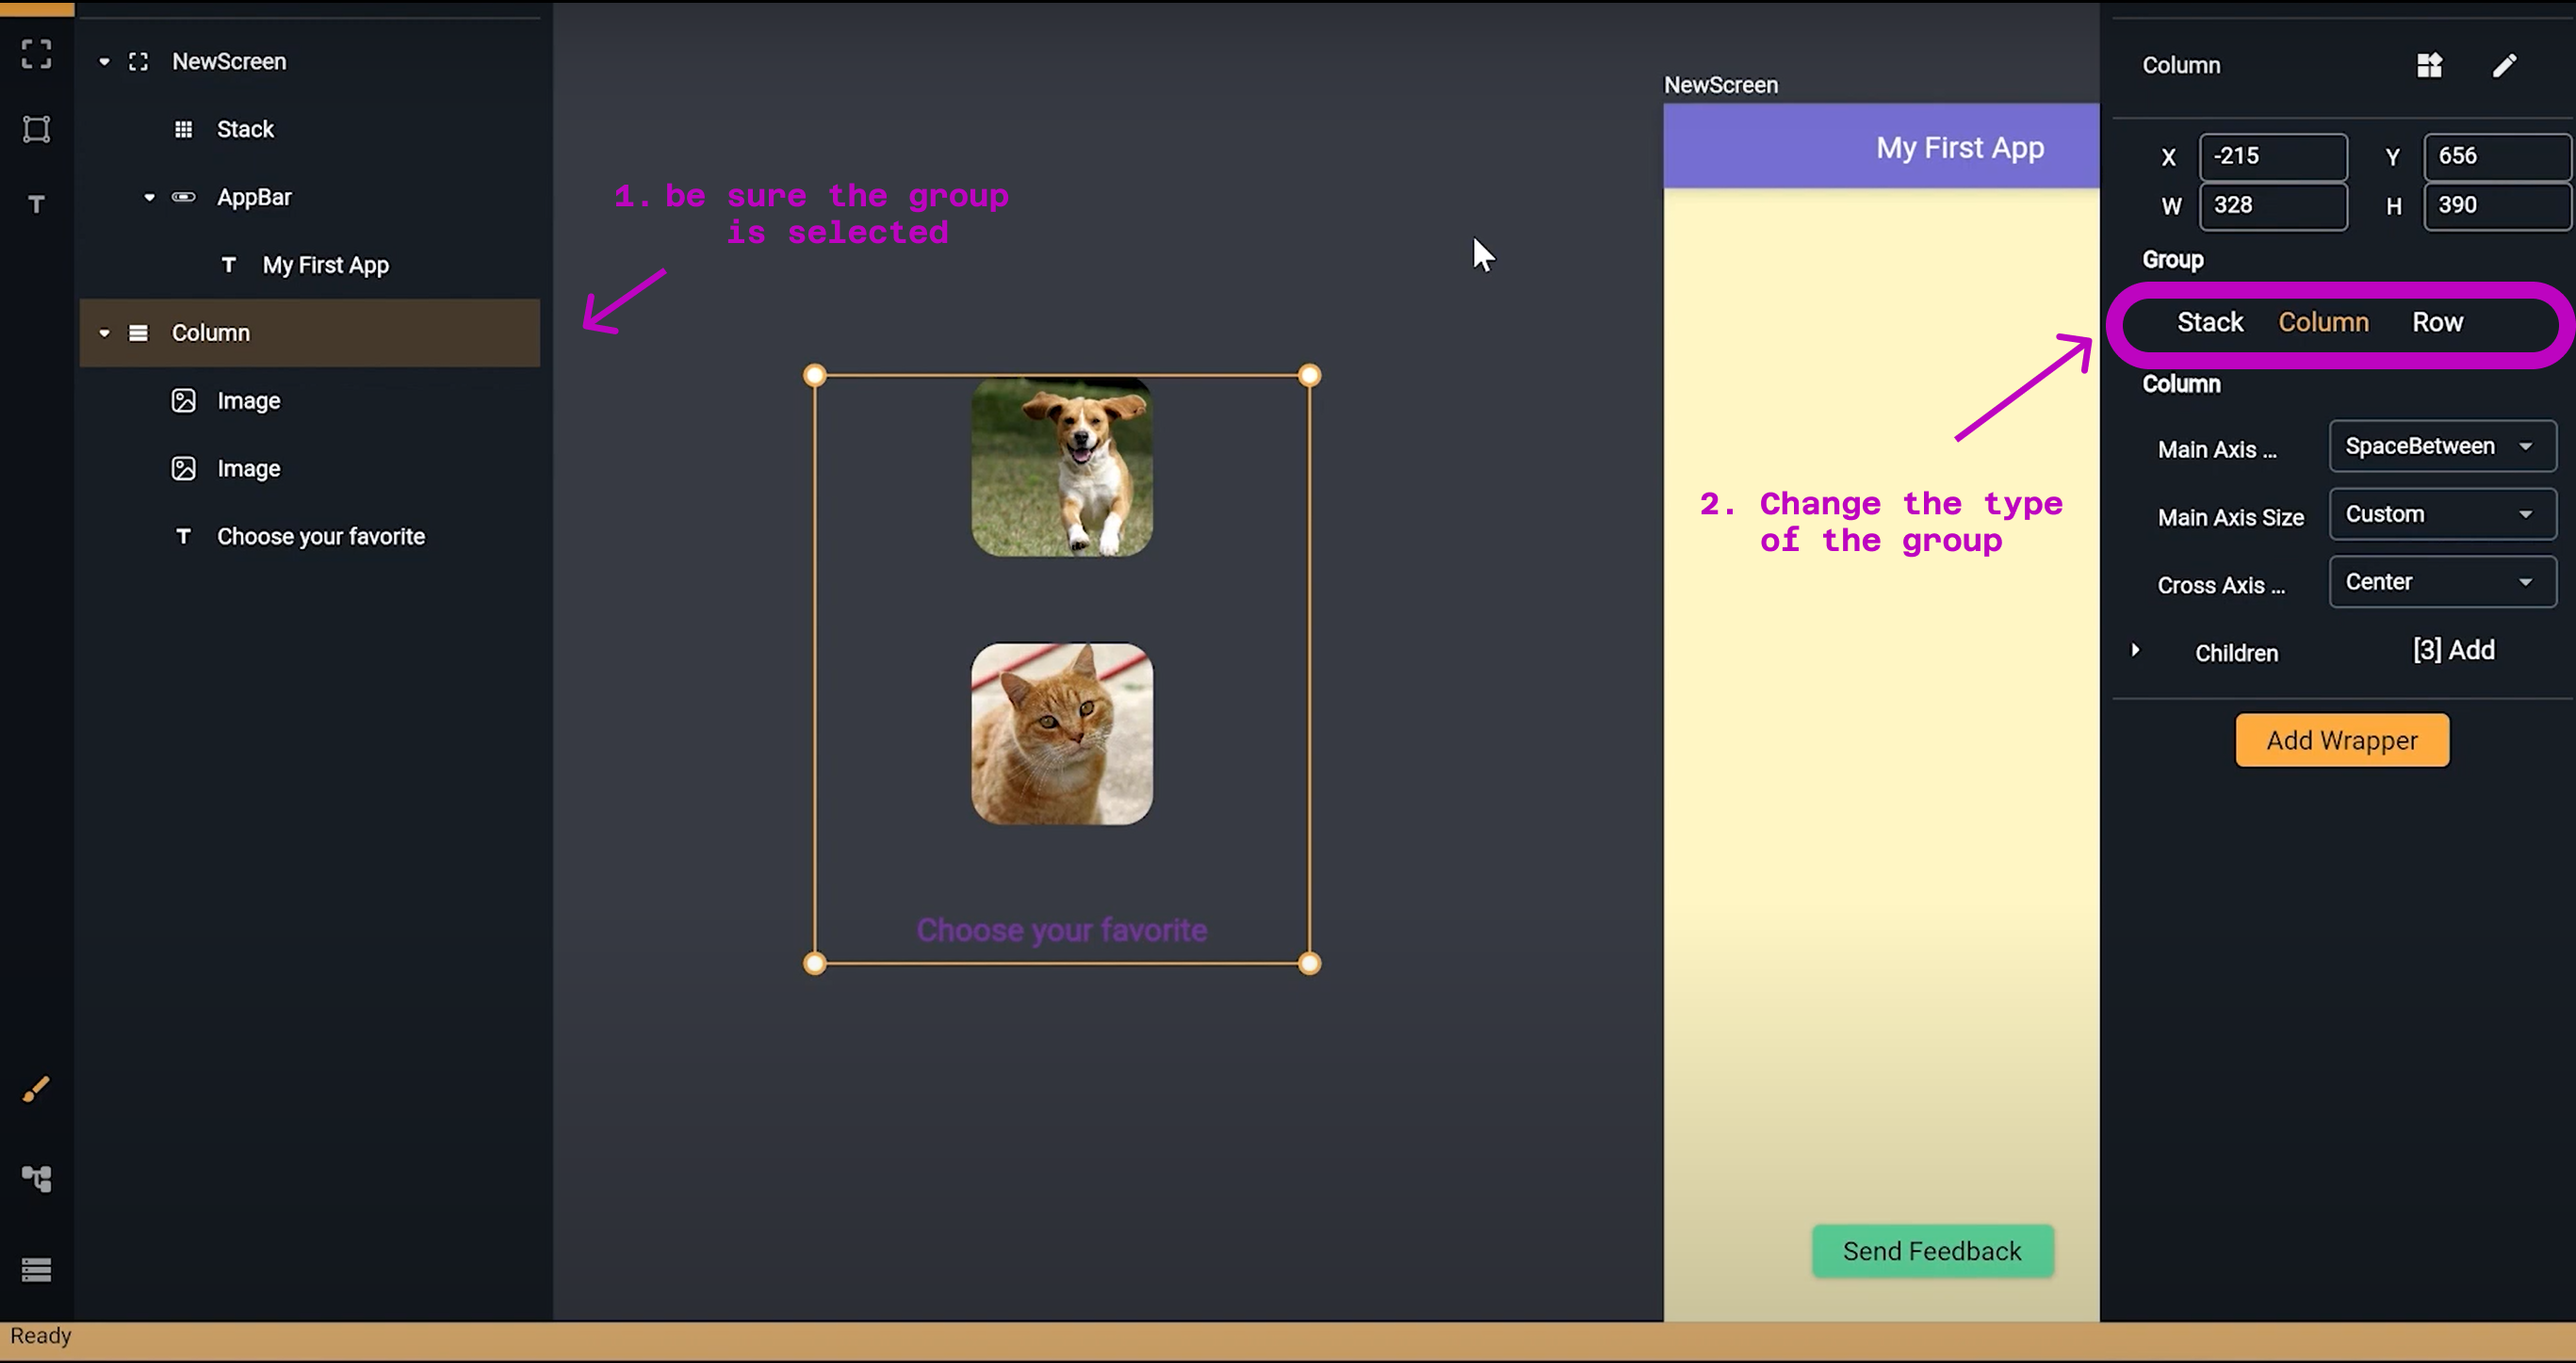 NewScreen
Stack
AppBar
My First App
Column
Image
Image
Choose your favorite
1. be sure the group
is selected
Choose your favorite
NewScreen
My First App
2. Change the type
of the group
Send Feedback
Column
X -215 Y 656
W 328 H 390
Group
Stack Column Row
Column
Main Axis ... SpaceBetween
Main Axis Size Custom
Cross Axis ... Center
Children [3] Add
Add Wrapper
Ready